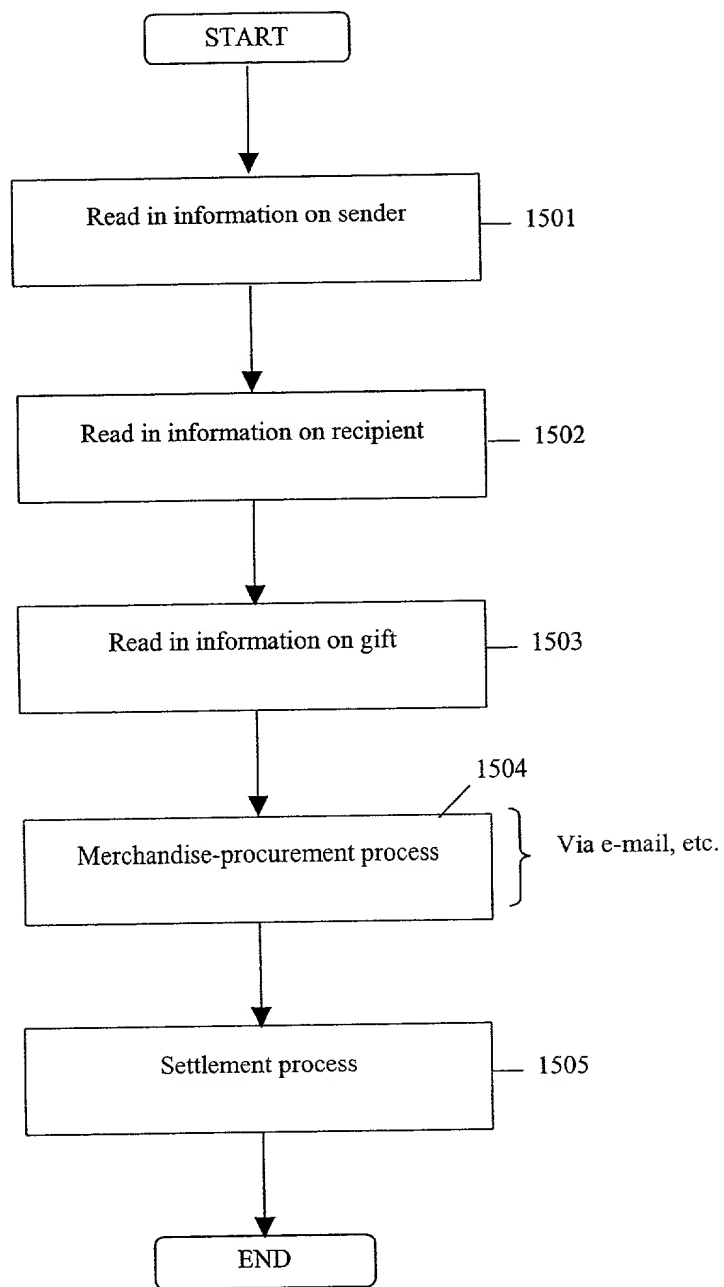 START
Read in information on sender
1501
Read in information on recipient
1502
Read in information on gift
1503
1504
Merchandise-procurement process
Via e-mail, etc.
Settlement process
1505
END